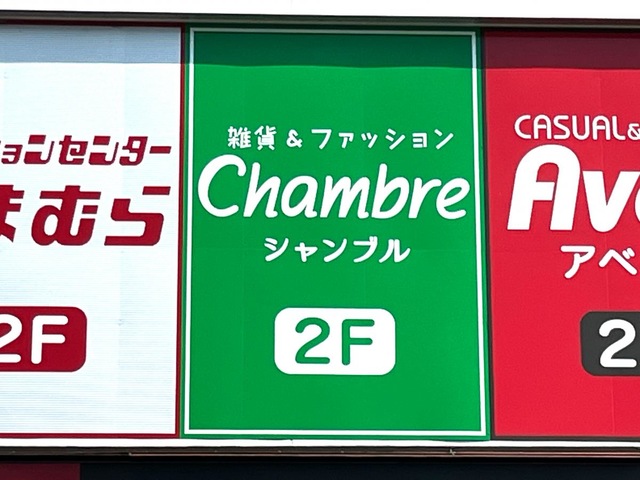 ョンセンター
まむら
2F
雑貨&ファッション
Chambre
シャンブル
2F
CASUAL&
Av
アベ
2